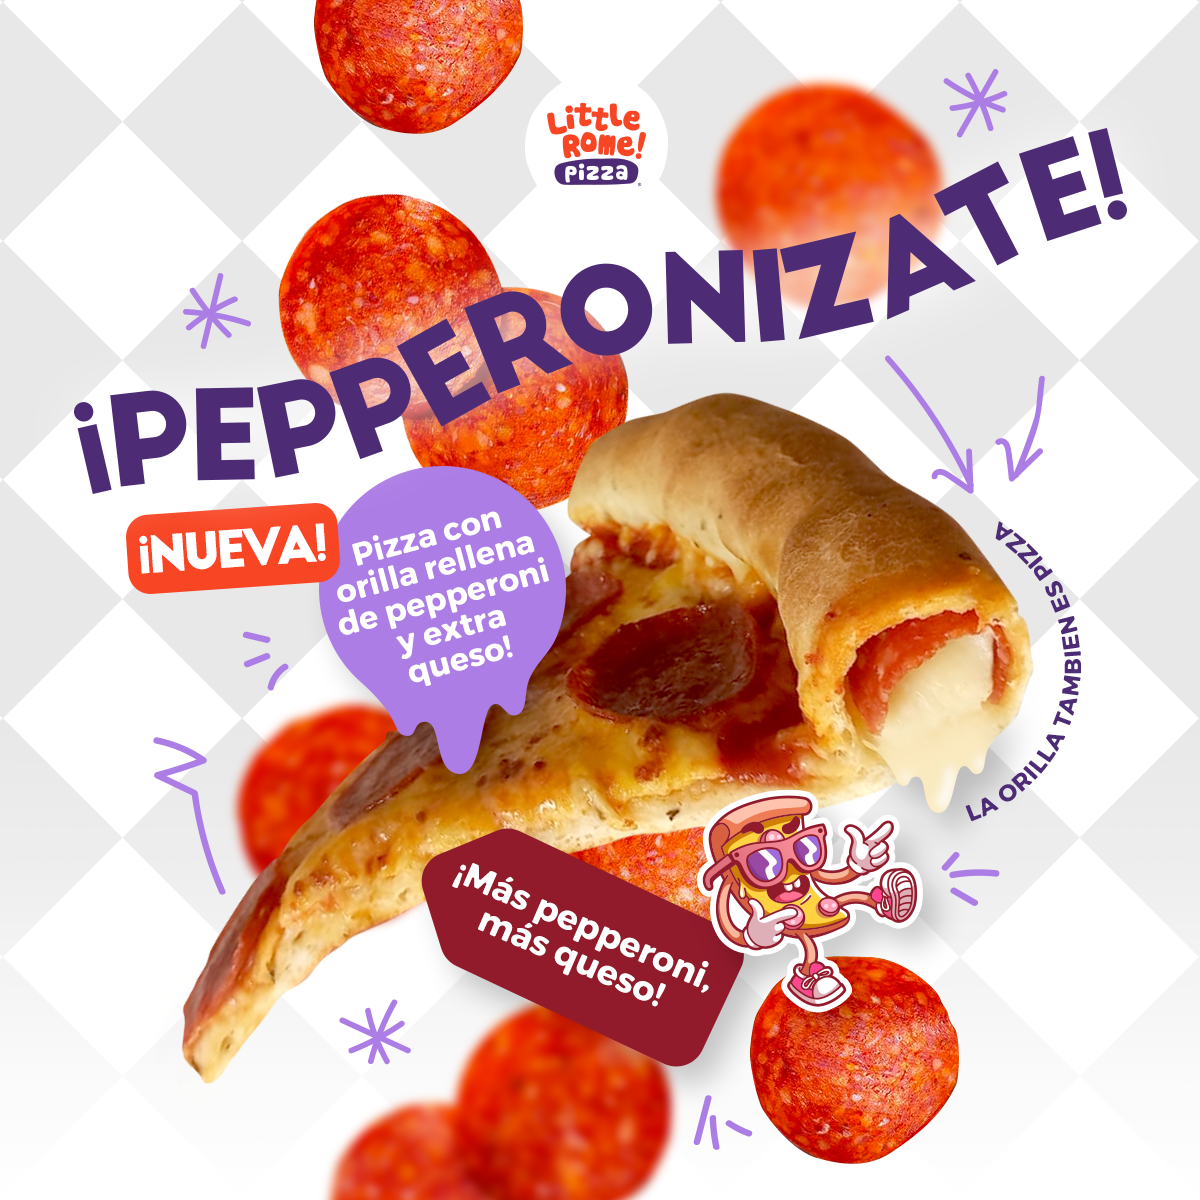 Little
Rome!
Pizza
¡PEPPERONIZATE!
¡NUEVA!
Pizza con
orilla rellena
de pepperoni
y extra
queso!
LA ORILLA TAMBIEN ES PIZZA
¡Más pepperoni,
más queso!